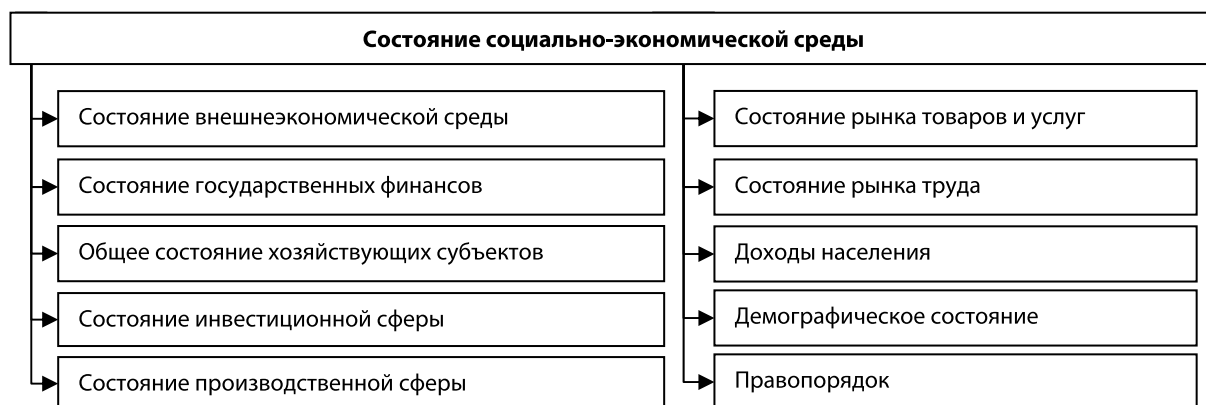 Состояние социально-экономической среды
Состояние внешнеэкономической среды
Состояние государственных финансов
Общее состояние хозяйствующих субъектов
Состояние инвестиционной сферы
Состояние производственной сферы
Состояние рынка товаров и услуг
Состояние рынка труда
Доходы населения
Демографическое состояние
Правопорядок